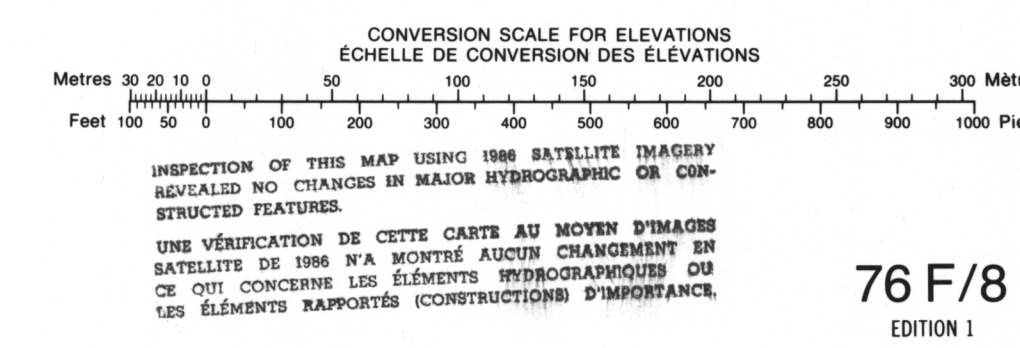 CONVERSION SCALE FOR ELEVATIONS
ÉCHELLE DE CONVERSION DES ÉLÉVATIONS
Metres 30 20 10 0 50 100 150 200 250 300 Mèt
Feet 100 50 0 100 200 300 400 500 600 700 800 900 1000 Pie
INSPECTION OF THIS MAP USING 1986 SATELLITE IMAGERY
REVEALED NO CHANGES IN MAJOR HYDROGRAPHIC OR CON-
STRUCTED FEATURES.
UNE VÉRIFICATION DE CETTE CARTE AU MOYEN D'IMAGES
SATELLITE DE 1986 N'A MONTRÉ AUCUN CHANGEMENT EN
CE QUI CONCERNE LES ÉLÉMENTS HYDROGRAPHIQUES OU
LES ÉLÉMENTS RAPPORTÉS (CONSTRUCTIONS) D'IMPORTANCE.
76 F/8
EDITION 1